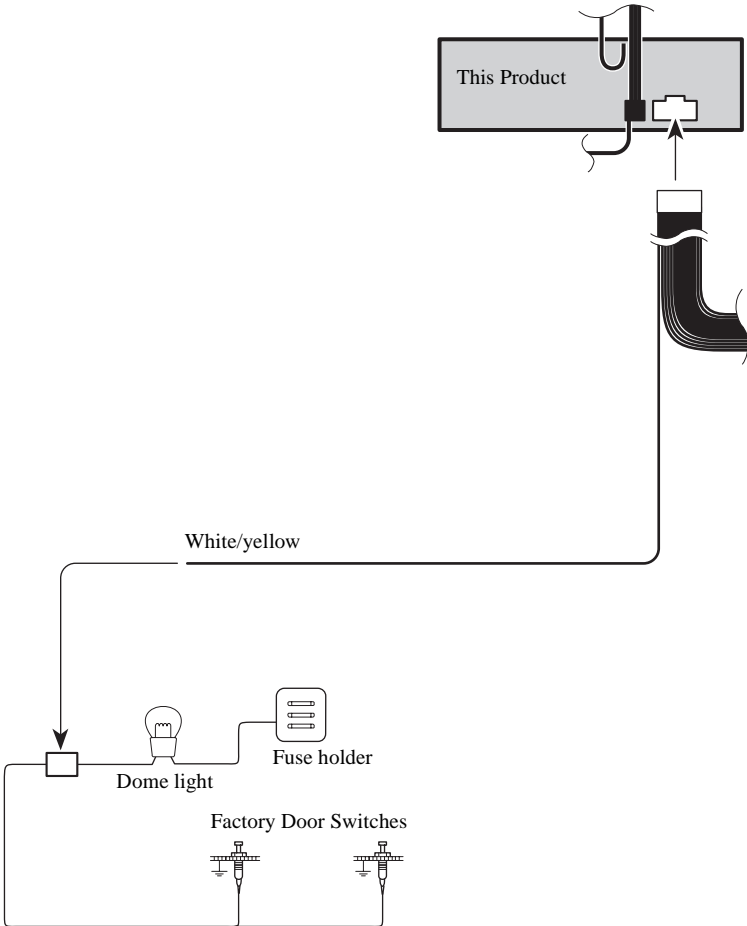 This Product
White/yellow
Fuse holder
Dome light
Factory Door Switches